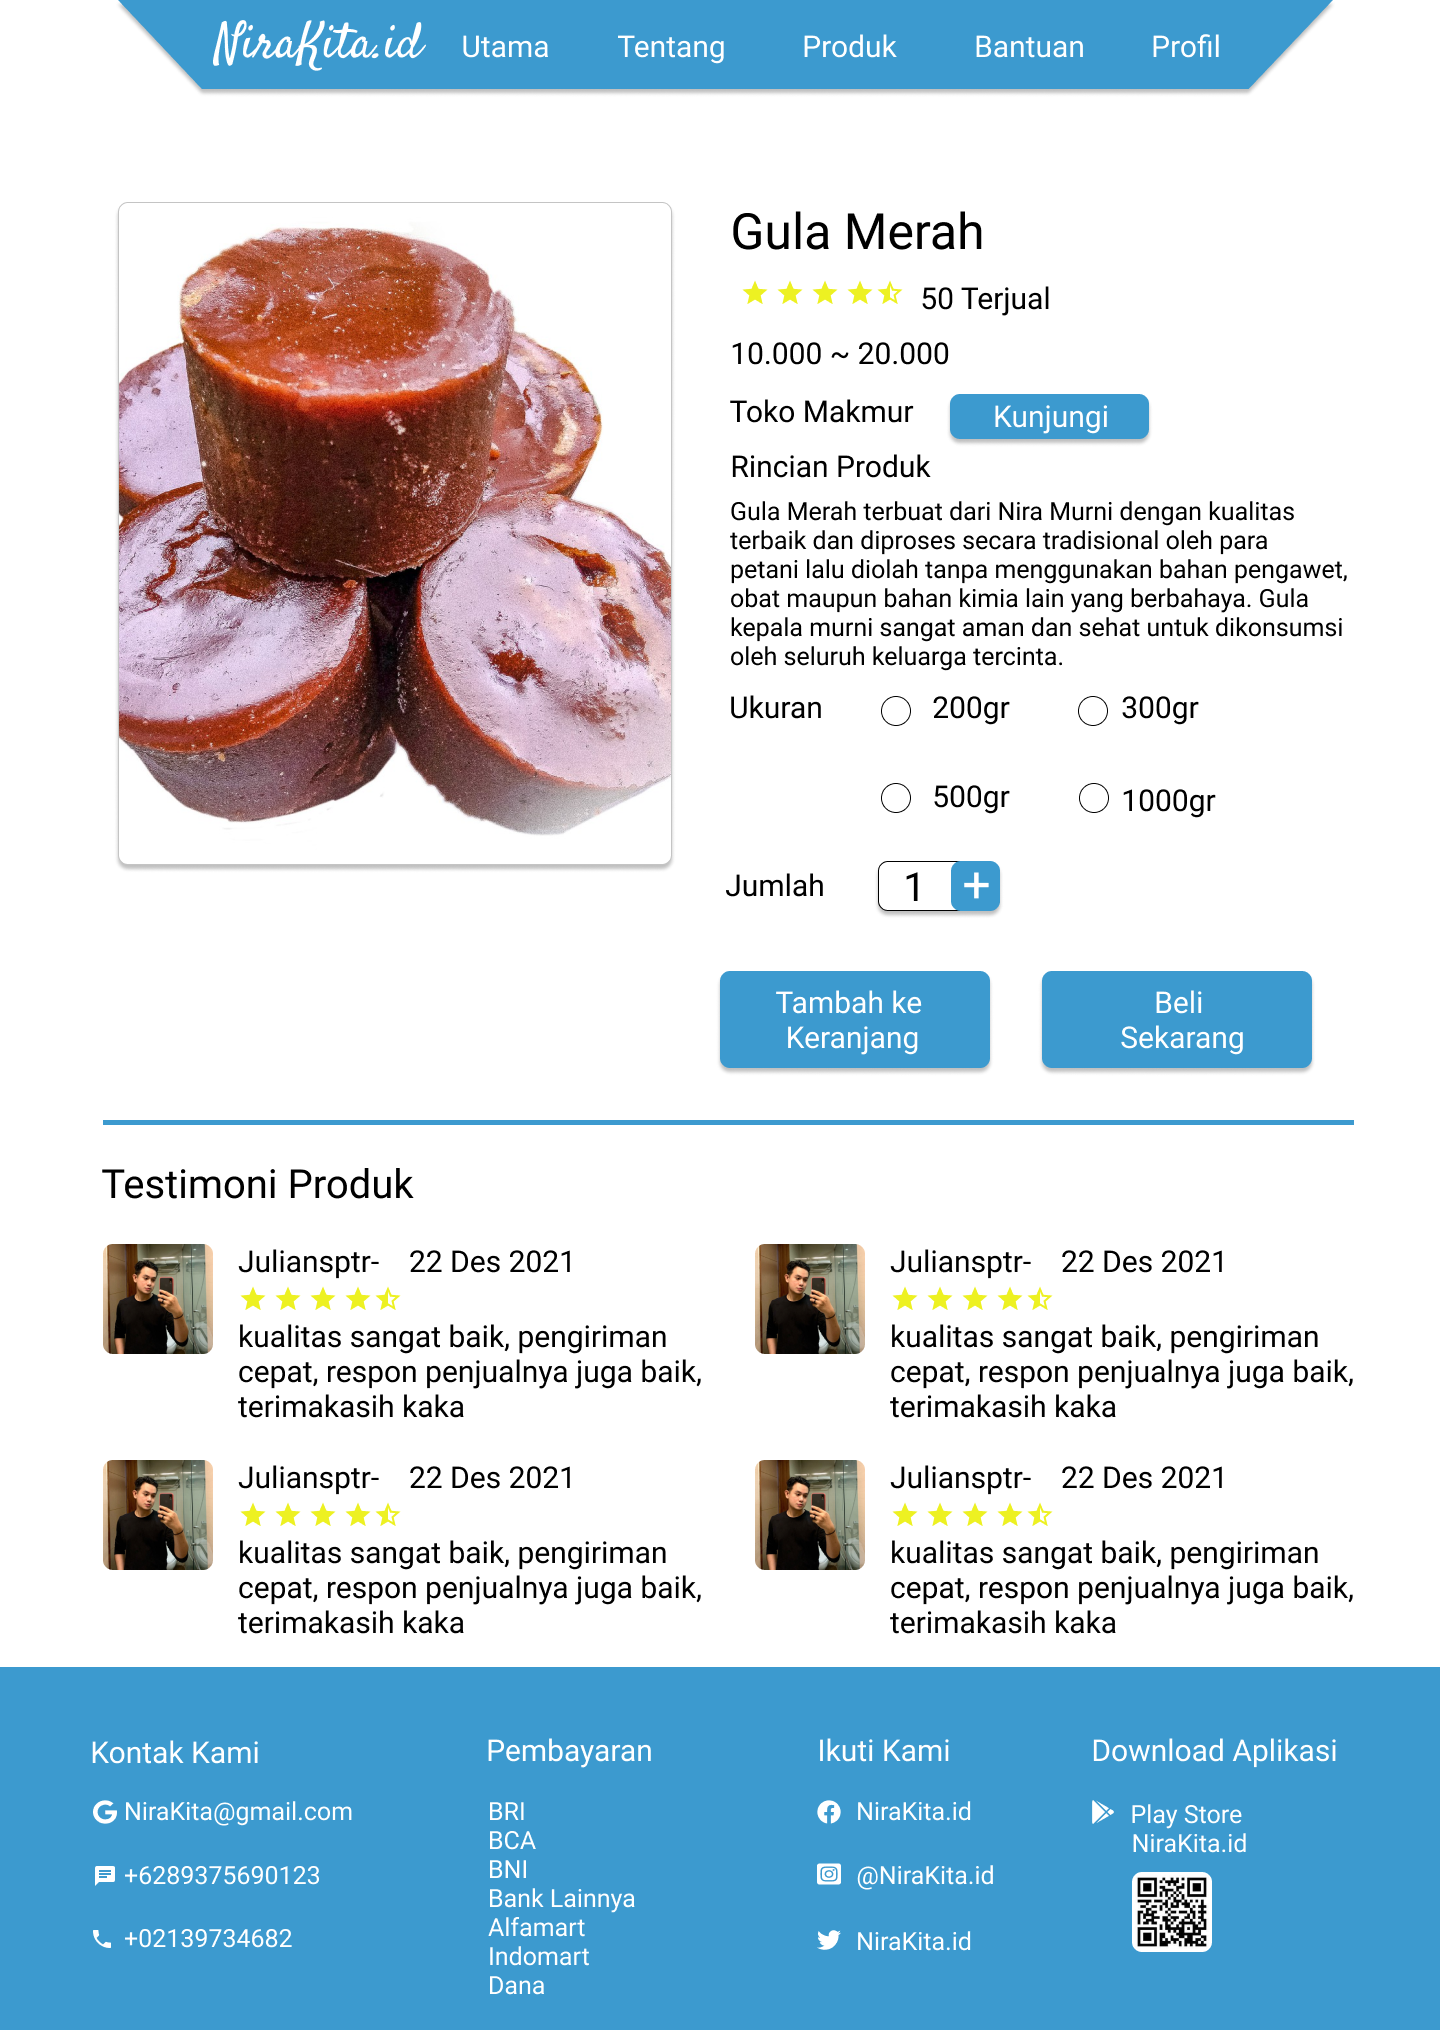 NiraKita.id Utama Tentang Produk Bantuan Profil
Gula Merah
50 Terjual
10.000 ~ 20.000
Toko Makmur Kunjungi
Rincian Produk
Gula Merah terbuat dari Nira Murni dengan kualitas
terbaik dan diproses secara tradisional oleh para
petani lalu diolah tanpa menggunakan bahan pengawet,
obat maupun bahan kimia lain yang berbahaya. Gula
kepala murni sangat aman dan sehat untuk dikonsumsi
oleh seluruh keluarga tercinta.
Ukuran 200gr 300gr
500gr 1000gr
Jumlah 1 +
Tambah ke
Keranjang
Beli
Sekarang
Testimoni Produk
Juliansptr- 22 Des 2021
kualitas sangat baik, pengiriman
cepat, respon penjualnya juga baik,
terimakasih kaka
Juliansptr- 22 Des 2021
kualitas sangat baik, pengiriman
cepat, respon penjualnya juga baik,
terimakasih kaka
Juliansptr- 22 Des 2021
kualitas sangat baik, pengiriman
cepat, respon penjualnya juga baik,
terimakasih kaka
Juliansptr- 22 Des 2021
kualitas sangat baik, pengiriman
cepat, respon penjualnya juga baik,
terimakasih kaka
Kontak Kami
NiraKita@gmail.com
+6289375690123
+02139734682
Pembayaran
BRI
BCA
BNI
Bank Lainnya
Alfamart
Indomart
Dana
Ikuti Kami
NiraKita.id
@NiraKita.id
NiraKita.id
Download Aplikasi
Play Store
NiraKita.id